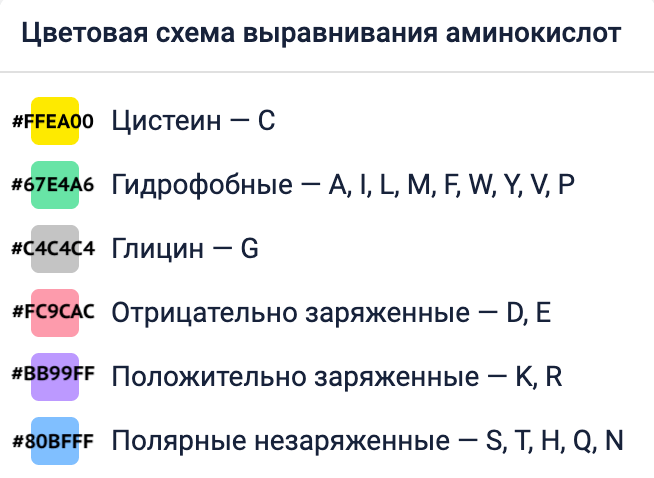 Цветовая схема выравнивания аминокислот
#FFEA00 Цистеин — C
#67E4A6 Гидрофобные — A, I, L, M, F, W, Y, V, P
#C4C4C4 Глицин — G
#FC9CAC Отрицательно заряженные — D, E
#BB99FF Положительно заряженные — K, R
#80BFFF Полярные незаряженные — S, T, H, Q, N